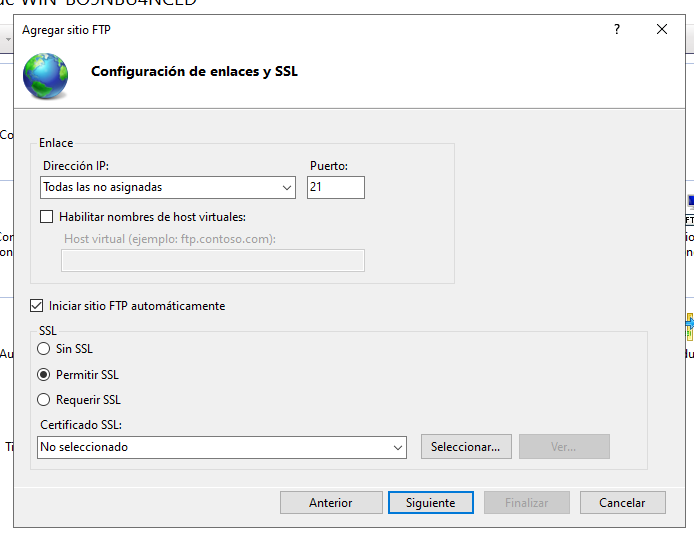 Agregar sitio FTP
?
Configuración de enlaces y SSL
Enlace
Dirección IP: Puerto:
Todas las no asignadas 21
Habilitar nombres de host virtuales:
Host virtual (ejemplo: ftp.contoso.com):
Iniciar sitio FTP automáticamente
SSL
Sin SSL
Permitir SSL
Requerir SSL
Certificado SSL:
No seleccionado Seleccionar... Ver...
Anterior Siguiente Finalizar Cancelar